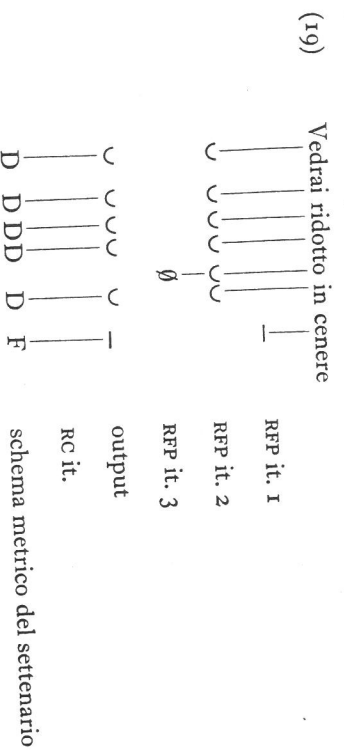 (19) Vedrai ridotto in cenere
— RFP it. 1
∪ ∪ ∪ ∪ ∪ ∪ RFP it. 2
ø RFP it. 3
∪ ∪ ∪ ∪ ∪ — output
RC it.
D D D D D F schema metrico del settenario